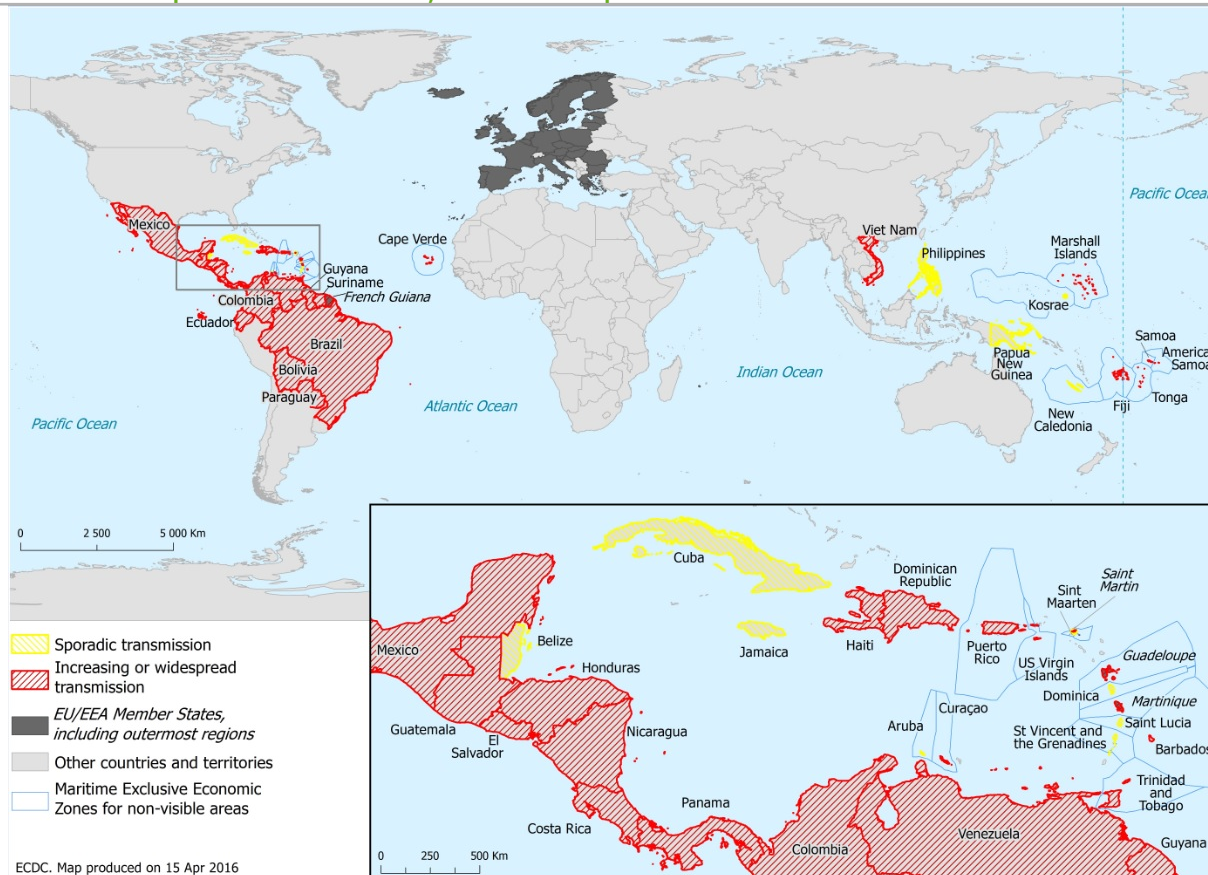 Pacific Ocean
Mexico
Cape Verde
Viet Nam
Philippines
Marshall
Islands
Guyana
Suriname
French Guiana
Colombia
Kosrae
Ecuador
Brazil
Samoa
American
Samoa
Papua
New
Guinea
Bolivia
Indian Ocean
Paraguay
Atlantic Ocean
Tonga
Fiji
New
Caledonia
Pacific Ocean
0 2 500 5 000 Km
Sporadic transmission
Increasing or widespread
transmission
EU/EEA Member States,
including outermost regions
Other countries and territories
Maritime Exclusive Economic
Zones for non-visible areas
ECDC. Map produced on 15 Apr 2016
Cuba
Dominican
Republic
Saint
Martin
Sint
Maarten
Mexico
Belize
Jamaica
Haiti
Puerto
Rico
Guadeloupe
US Virgin
Islands
Honduras
Dominica
Martinique
Curaçao
Guatemala
El
Salvador
Nicaragua
Aruba
St Vincent and
the Grenadines
Saint Lucia
Barbados
Trinidad
and
Tobago
Costa Rica
Panama
Colombia
Venezuela
Guyana
0 250 500 Km